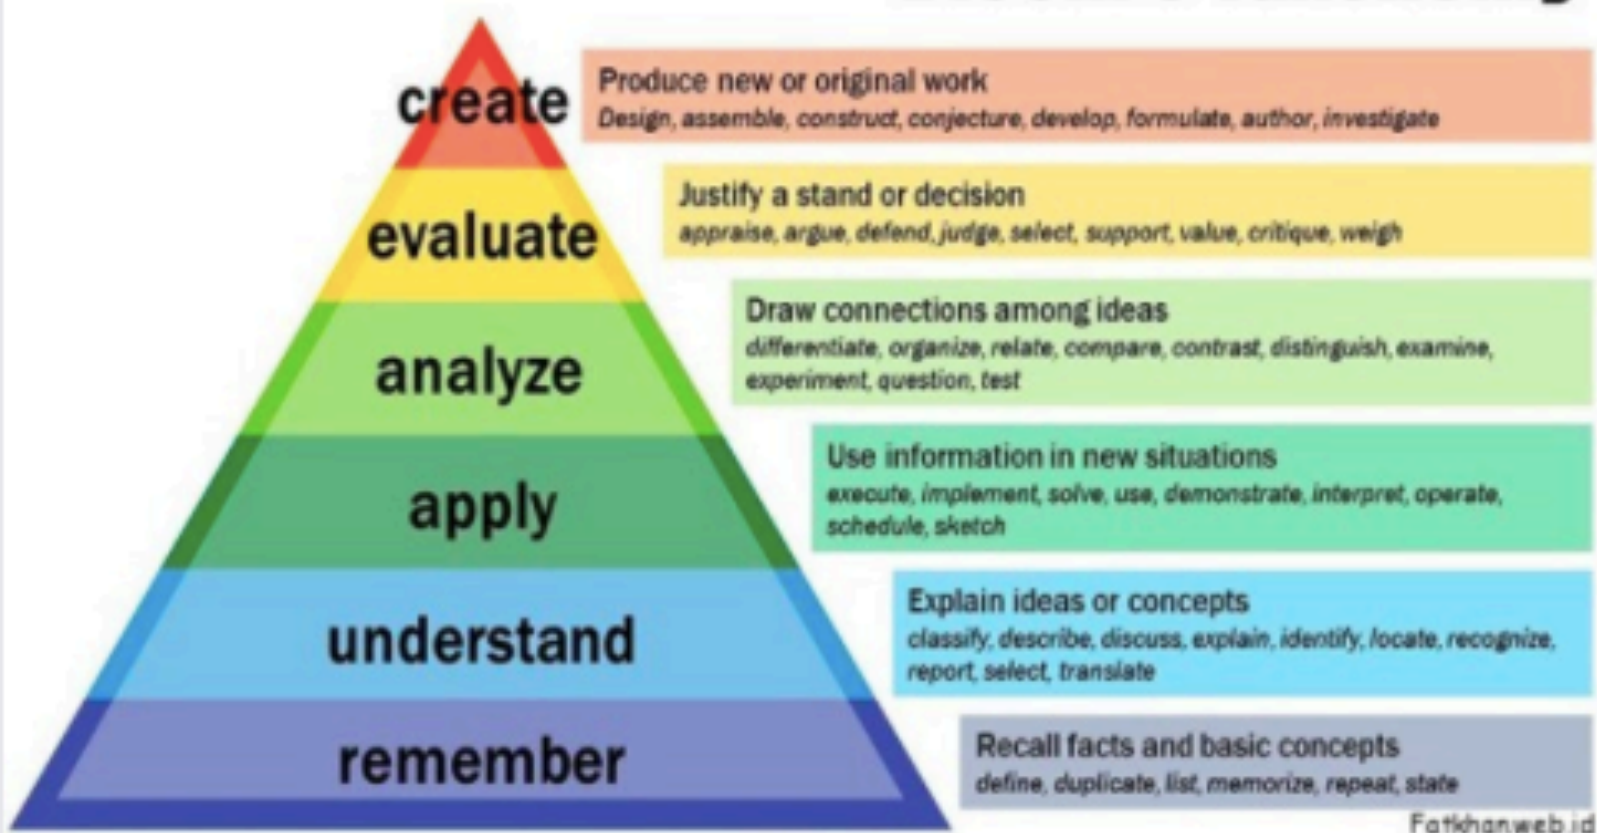 create
Produce new or original work
Design, assemble, construct, conjecture, develop, formulate, author, investigate
evaluate
Justify a stand or decision
appraise, argue, defend, judge, select, support, value, critique, weigh
analyze
Draw connections among ideas
differentiate, organize, relate, compare, contrast, distinguish, examine,
experiment, question, test
apply
Use information in new situations
execute, implement, solve, use, demonstrate, interpret, operate,
schedule, sketch
understand
Explain ideas or concepts
classify, describe, discuss, explain, identify, locate, recognize,
report, select, translate
remember
Recall facts and basic concepts
define, duplicate, list, memorize, repeat, state
Fatkhanweb.id